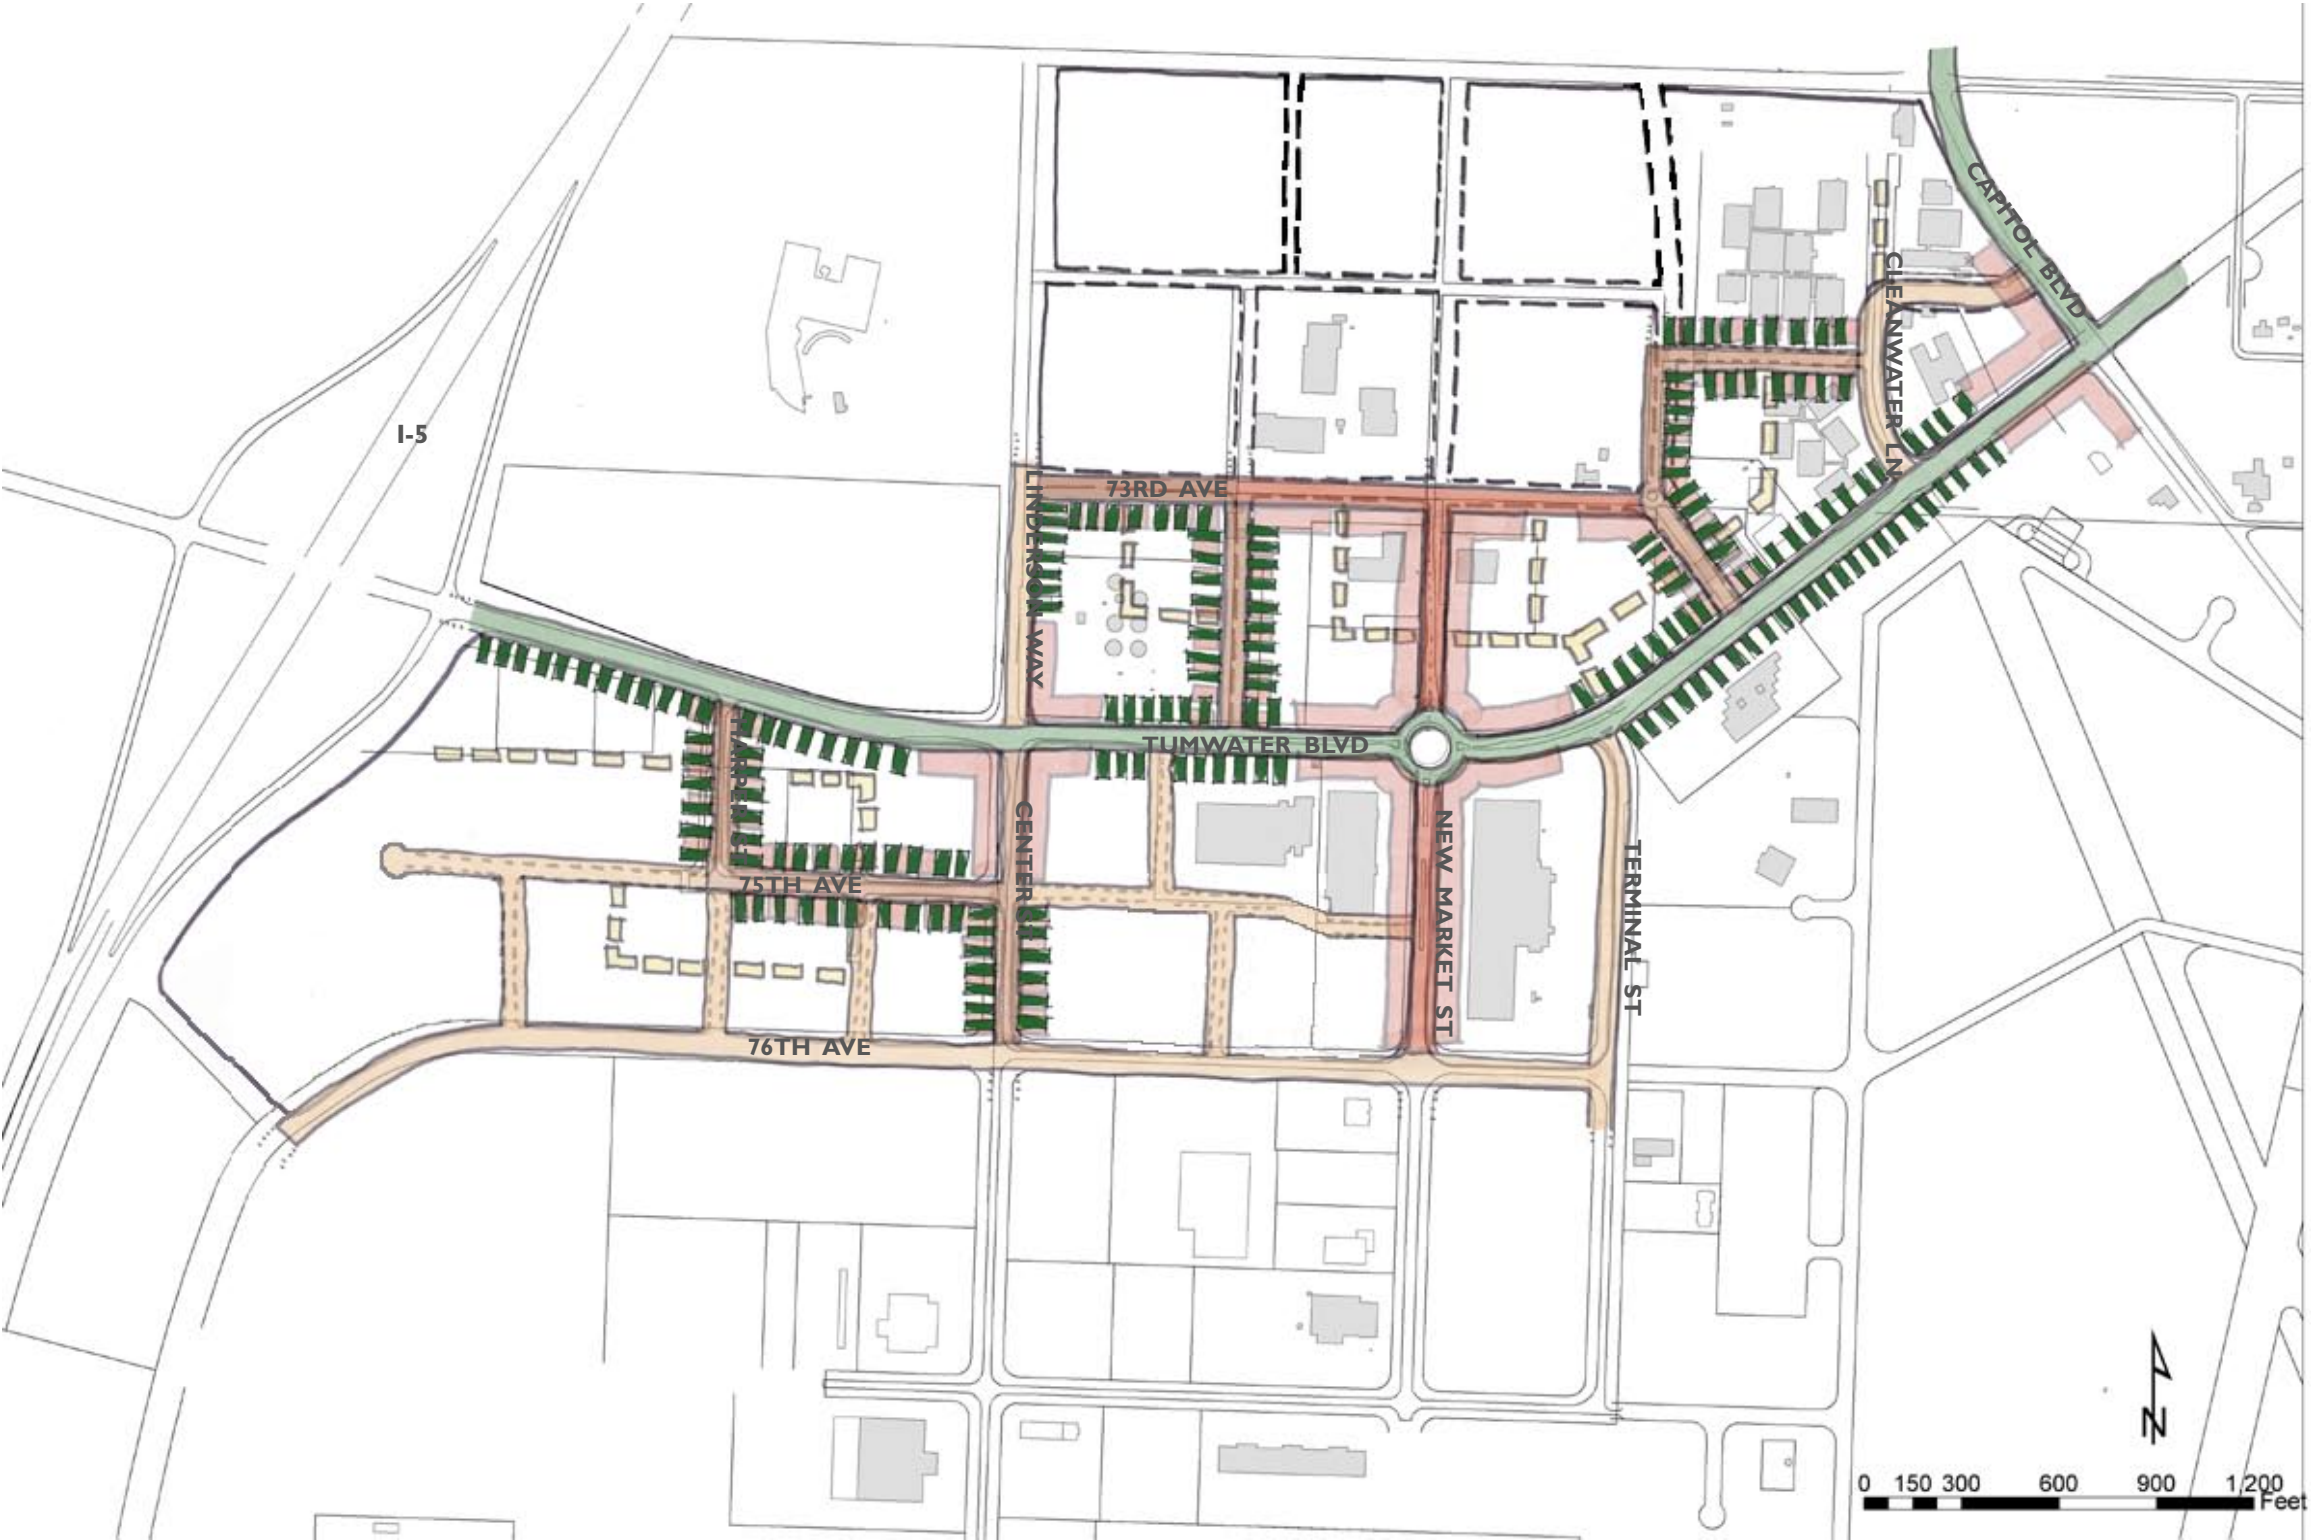 CAPITOL BLVD
CLEANWATER LN
I-5
73RD AVE
LINDERSON WAY
TUMWATER BLVD
75TH AVE
CENTER ST
NEW MARKET ST
TERMINAL ST
76TH AVE
N
0 150 300 600 900 1,200
Feet